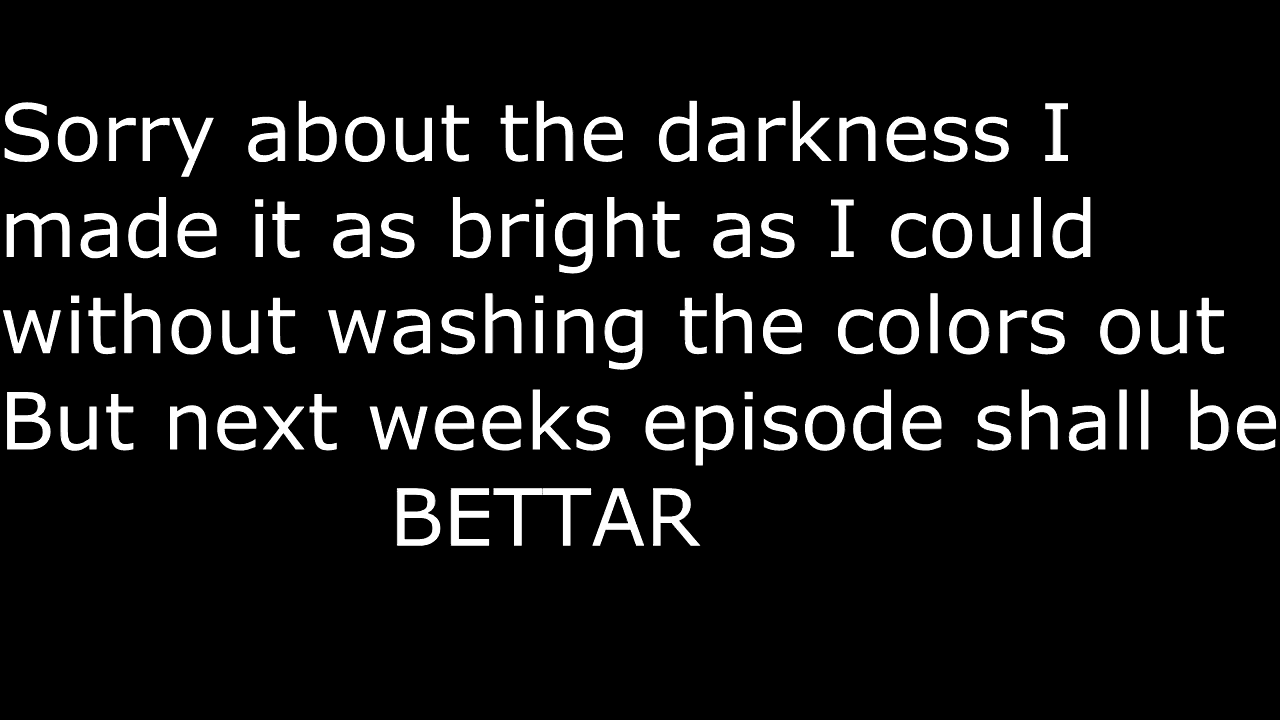 Sorry about the darkness I
made it as bright as I could
without washing the colors out
But next weeks episode shall be
BETTAR